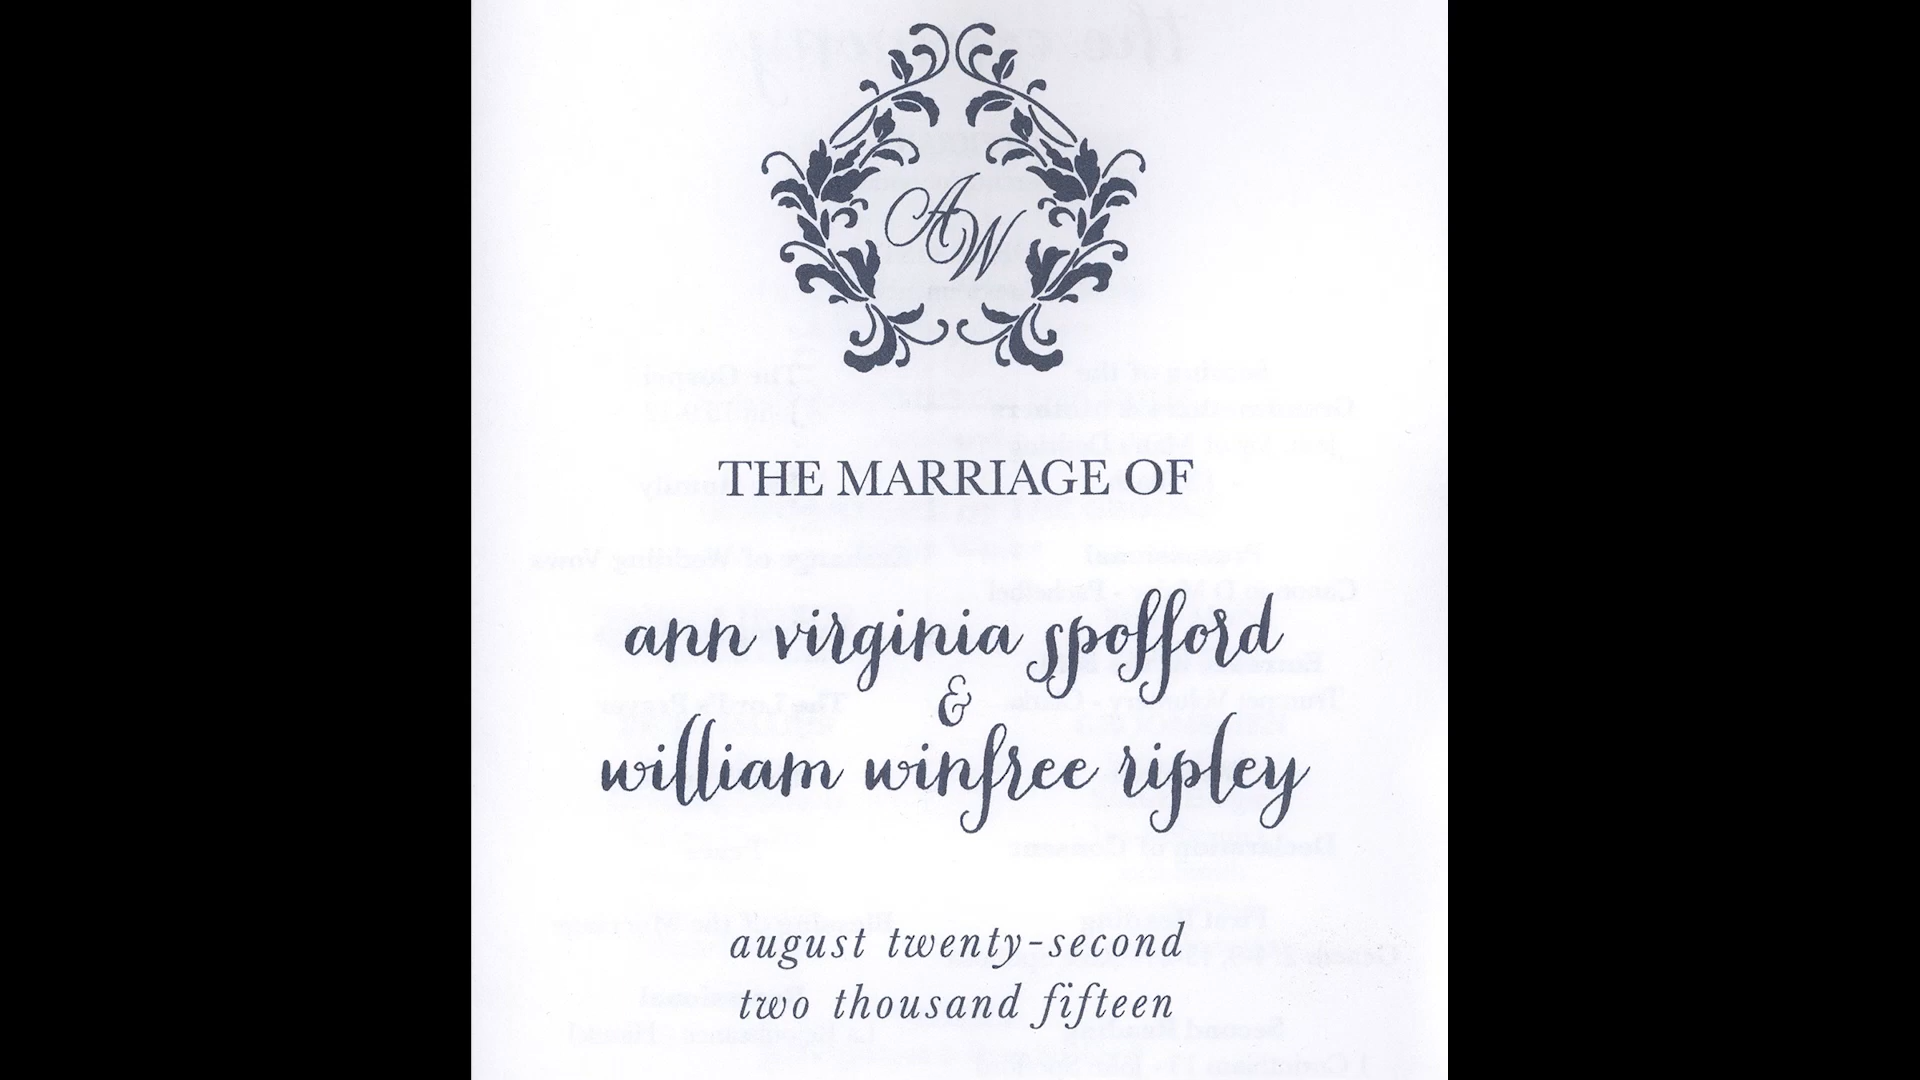 AW
THE MARRIAGE OF
ann virginia spofford
&
william winfree ripley
august twenty-second
two thousand fifteen